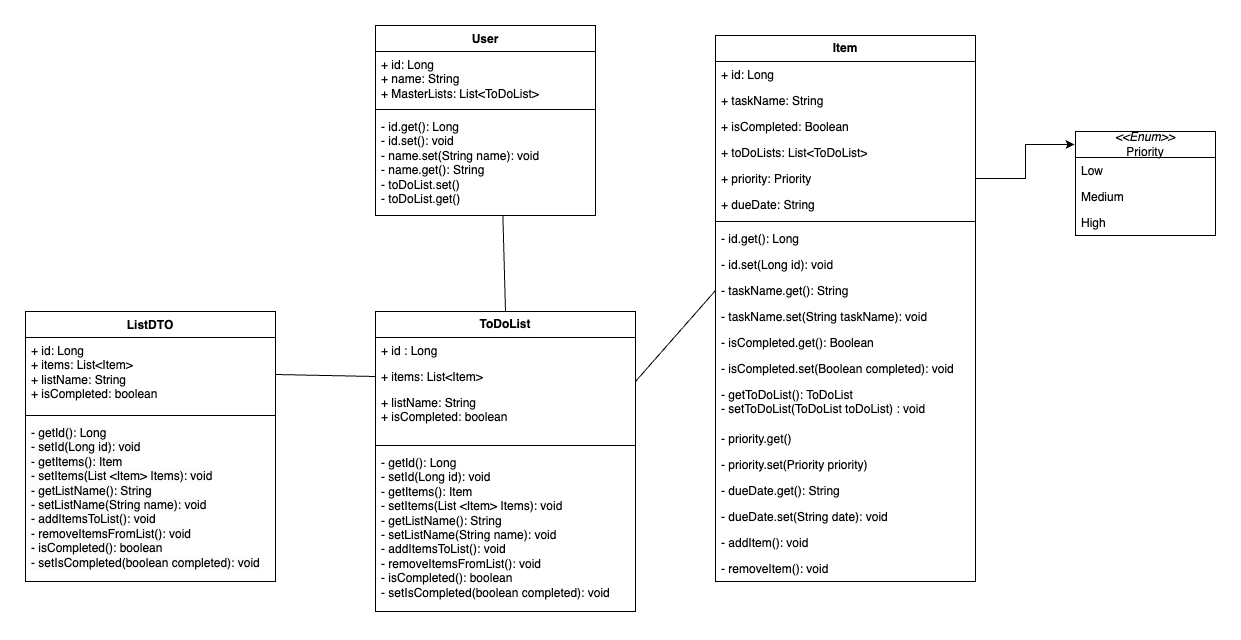 User
+ id: Long
+ name: String
+ MasterLists: List<ToDoList>
- id.get(): Long
- id.set(): void
- name.set(String name): void
- name.get(): String
- toDoList.set()
- toDoList.get()
Item
+ id: Long
+ taskName: String
+ isCompleted: Boolean
+ toDoLists: List<ToDoList>
+ priority: Priority
+ dueDate: String
- id.get(): Long
- id.set(Long id): void
- taskName.get(): String
- taskName.set(String taskName): void
- isCompleted.get(): Boolean
- isCompleted.set(Boolean completed): void
- getToDoList(): ToDoList
- setToDoList(ToDoList toDoList) : void
- priority.get()
- priority.set(Priority priority)
- dueDate.get(): String
- dueDate.set(String date): void
- addItem(): void
- removeItem(): void
<<Enum>>
Priority
Low
Medium
High
ListDTO
+ id: Long
+ items: List<Item>
+ listName: String
+ isCompleted: boolean
- getId(): Long
- setId(Long id): void
- getItems(): Item
- setItems(List <Item> Items): void
- getListName(): String
- setListName(String name): void
- addItemsToList(): void
- removeItemsFromList(): void
- isCompleted(): boolean
- setIsCompleted(boolean completed): void
ToDoList
+ id : Long
+ items: List<Item>
+ listName: String
+ isCompleted: boolean
- getId(): Long
- setId(Long id): void
- getItems(): Item
- setItems(List <Item> Items): void
- getListName(): String
- setListName(String name): void
- addItemsToList(): void
- removeItemsFromList(): void
- isCompleted(): boolean
- setIsCompleted(boolean completed): void